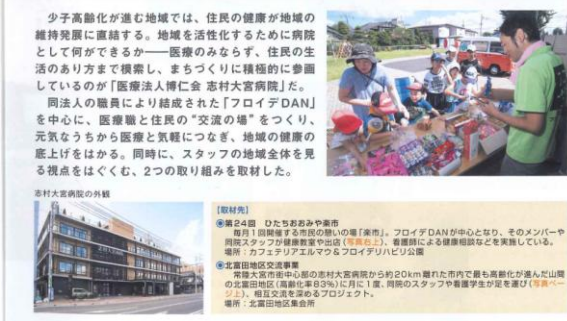 少子高齢化が進む地域では、住民の健康が地域の
維持発展に直結する。地域を活性化するために病院
として何ができるか──医療のみならず、住民の生
活のあり方まで模索し、まちづくりに積極的に参画
しているのが「医療法人博仁会 志村大宮病院」だ。
同法人の職員により結成された「フロイデDAN」
を中心に、医療職と住民の“交流の場”をつくり、
元気なうちから医療と気軽につなぎ、地域の健康の
底上げをはかる。同時に、スタッフの地域全体を見
る視点をはぐくむ、2つの取り組みを取材した。
志村大宮病院の外観
【取材先】
◉第24回 ひたちおおみや楽市
毎月1回開催する市民の憩いの場「楽市」。フロイデDANが中心となり、そのメンバーや
同院スタッフが健康教室や出店（写真右上）、看護師による健康相談などを実施している。
場所：カフェテリアエルマウ＆フロイデリハビリ公園
◉北富田地区交流事業
常陸大宮市街中心部の志村大宮病院から約20km離れた市内で最も高齢化が進んだ山間
の北富田地区（高齢化率83%）に月に1度、同院のスタッフや看護学生が足を運び（写真ペー
ジ上）、相互交流を深めるプロジェクト。
場所：北富田地区集会所